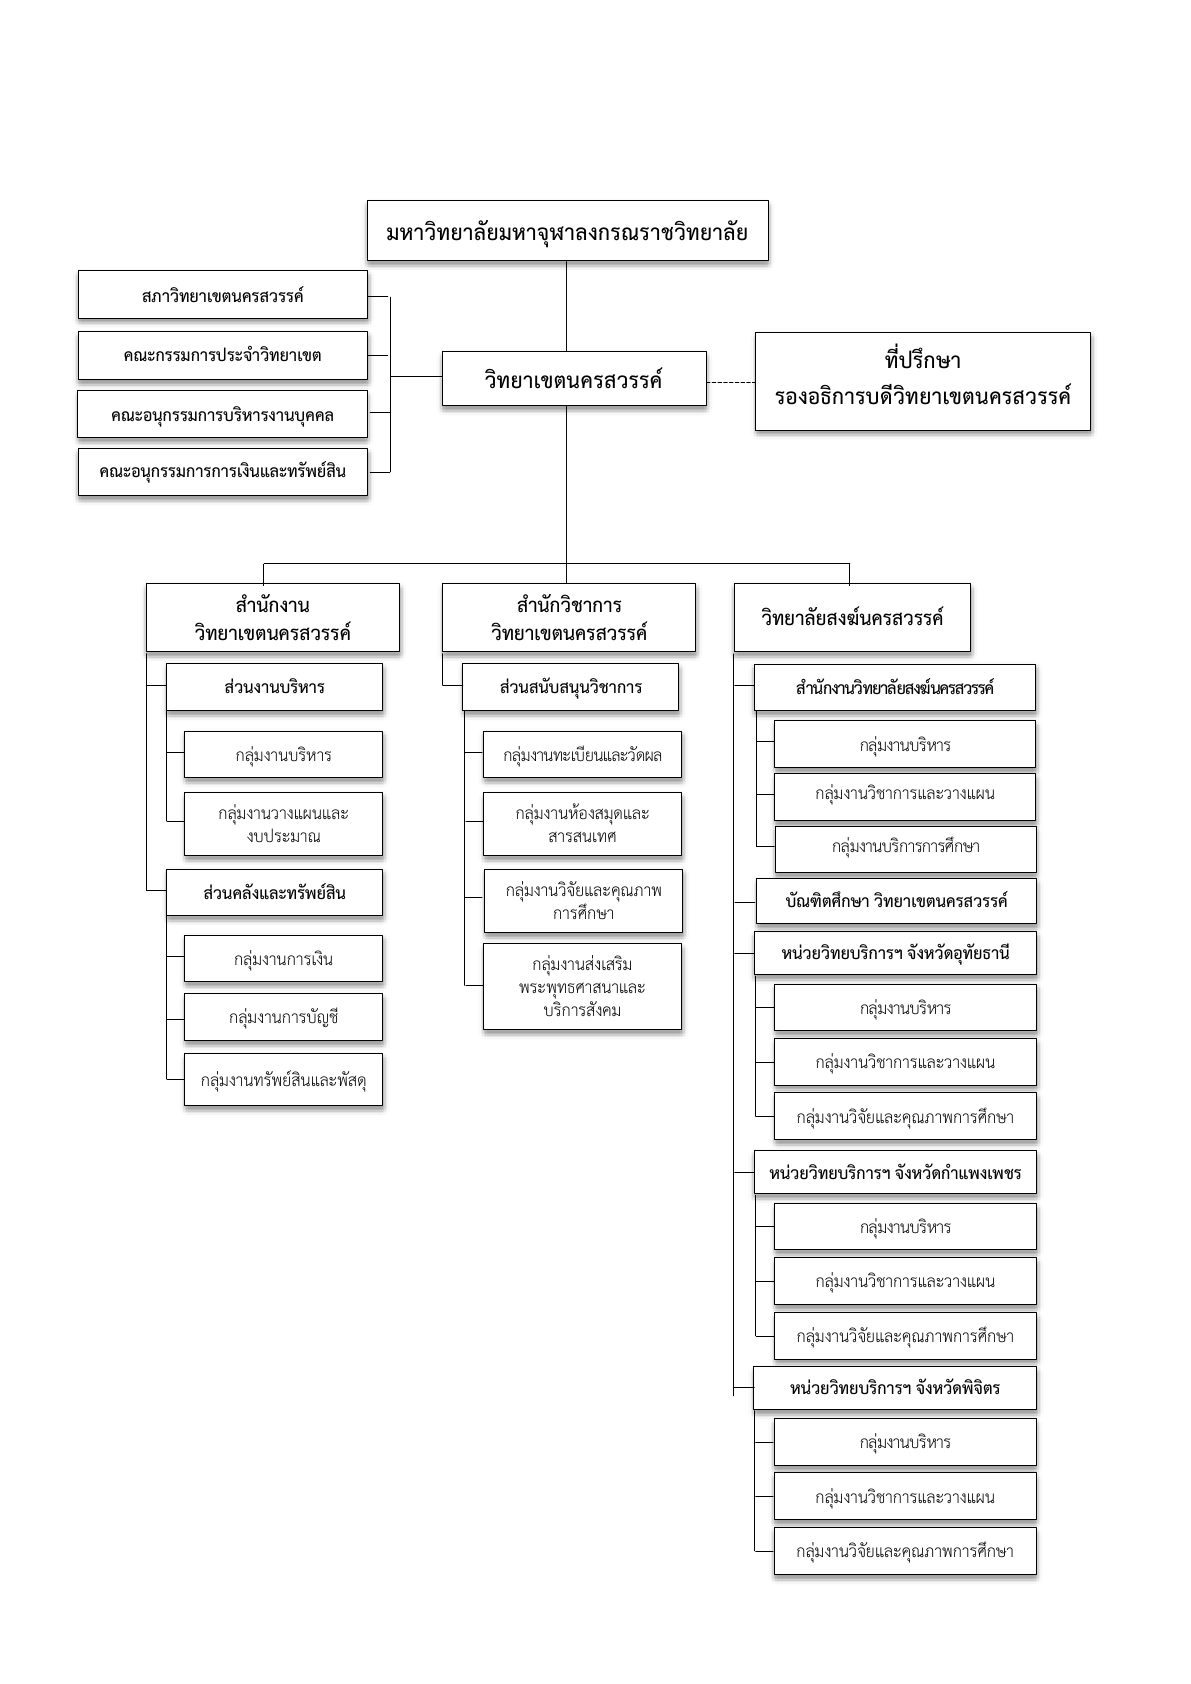 มหาวิทยาลัยมหาจุฬาลงกรณราชวิทยาลัย
สภาวิทยาเขตนครสวรรค์
คณะกรรมการประจำวิทยาเขต
คณะอนุกรรมการบริหารงานบุคคล
คณะอนุกรรมการการเงินและทรัพย์สิน
วิทยาเขตนครสวรรค์
ที่ปรึกษา
รองอธิการบดีวิทยาเขตนครสวรรค์
สำนักงาน
วิทยาเขตนครสวรรค์
ส่วนงานบริหาร
กลุ่มงานบริหาร
กลุ่มงานวางแผนและ
งบประมาณ
ส่วนคลังและทรัพย์สิน
กลุ่มงานการเงิน
กลุ่มงานการบัญชี
กลุ่มงานทรัพย์สินและพัสดุ
สำนักวิชาการ
วิทยาเขตนครสวรรค์
ส่วนสนับสนุนวิชาการ
กลุ่มงานทะเบียนและวัดผล
กลุ่มงานห้องสมุดและ
สารสนเทศ
กลุ่มงานวิจัยและคุณภาพ
การศึกษา
กลุ่มงานส่งเสริม
พระพุทธศาสนาและ
บริการสังคม
วิทยาลัยสงฆ์นครสวรรค์
สำนักงานวิทยาลัยสงฆ์นครสวรรค์
กลุ่มงานบริหาร
กลุ่มงานวิชาการและวางแผน
กลุ่มงานบริการการศึกษา
บัณฑิตศึกษา วิทยาเขตนครสวรรค์
หน่วยวิทยบริการฯ จังหวัดอุทัยธานี
กลุ่มงานบริหาร
กลุ่มงานวิชาการและวางแผน
กลุ่มงานวิจัยและคุณภาพการศึกษา
หน่วยวิทยบริการฯ จังหวัดกำแพงเพชร
กลุ่มงานบริหาร
กลุ่มงานวิชาการและวางแผน
กลุ่มงานวิจัยและคุณภาพการศึกษา
หน่วยวิทยบริการฯ จังหวัดพิจิตร
กลุ่มงานบริหาร
กลุ่มงานวิชาการและวางแผน
กลุ่มงานวิจัยและคุณภาพการศึกษา